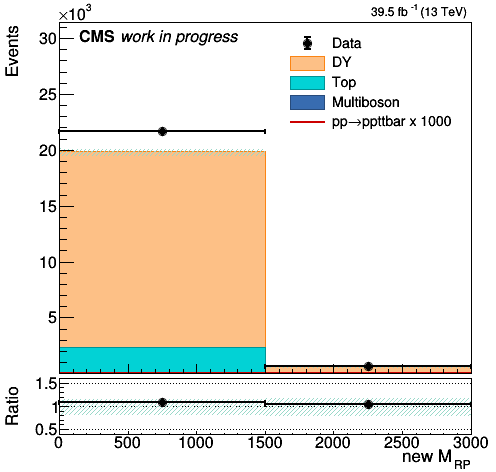 ×10³
39.5 fb⁻¹ (13 TeV)
CMS work in progress
Events
Data
DY
Top
Multiboson
pp→ppttbar x 1000
30
25
20
15
10
5
Ratio
1.5
1
0.5
0 500 1000 1500 2000 2500 3000
new M_RP